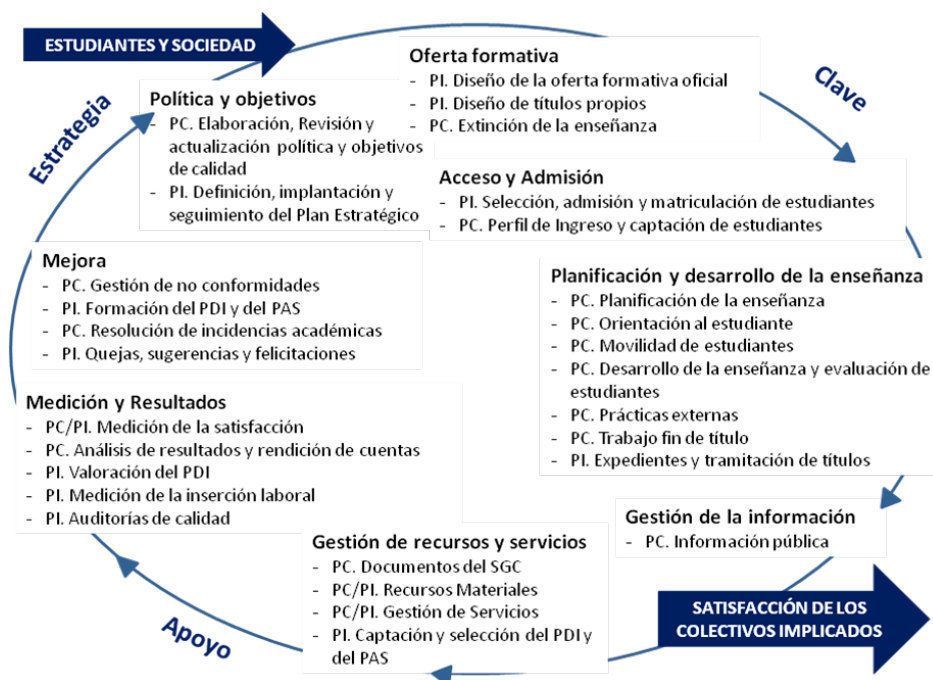 ESTUDIANTES Y SOCIEDAD
Estrategia
Clave
Apoyo
Política y objetivos
- PC. Elaboración, Revisión y
actualización política y objetivos
de calidad
- PI. Definición, implantación y
seguimiento del Plan Estratégico
Oferta formativa
- PI. Diseño de la oferta formativa oficial
- PI. Diseño de títulos propios
- PC. Extinción de la enseñanza
Acceso y Admisión
- PI. Selección, admisión y matriculación de estudiantes
- PC. Perfil de Ingreso y captación de estudiantes
Planificación y desarrollo de la enseñanza
- PC. Planificación de la enseñanza
- PC. Orientación al estudiante
- PC. Movilidad de estudiantes
- PC. Desarrollo de la enseñanza y evaluación de
estudiantes
- PC. Prácticas externas
- PC. Trabajo fin de título
- PI. Expedientes y tramitación de títulos
Gestión de la información
- PC. Información pública
SATISFACCIÓN DE LOS
COLECTIVOS IMPLICADOS
Gestión de recursos y servicios
- PC. Documentos del SGC
- PC/PI. Recursos Materiales
- PC/PI. Gestión de Servicios
- PI. Captación y selección del PDI y
del PAS
Medición y Resultados
- PC/PI. Medición de la satisfacción
- PC. Análisis de resultados y rendición de cuentas
- PI. Valoración del PDI
- PI. Medición de la inserción laboral
- PI. Auditorías de calidad
Mejora
- PC. Gestión de no conformidades
- PI. Formación del PDI y del PAS
- PC. Resolución de incidencias académicas
- PI. Quejas, sugerencias y felicitaciones